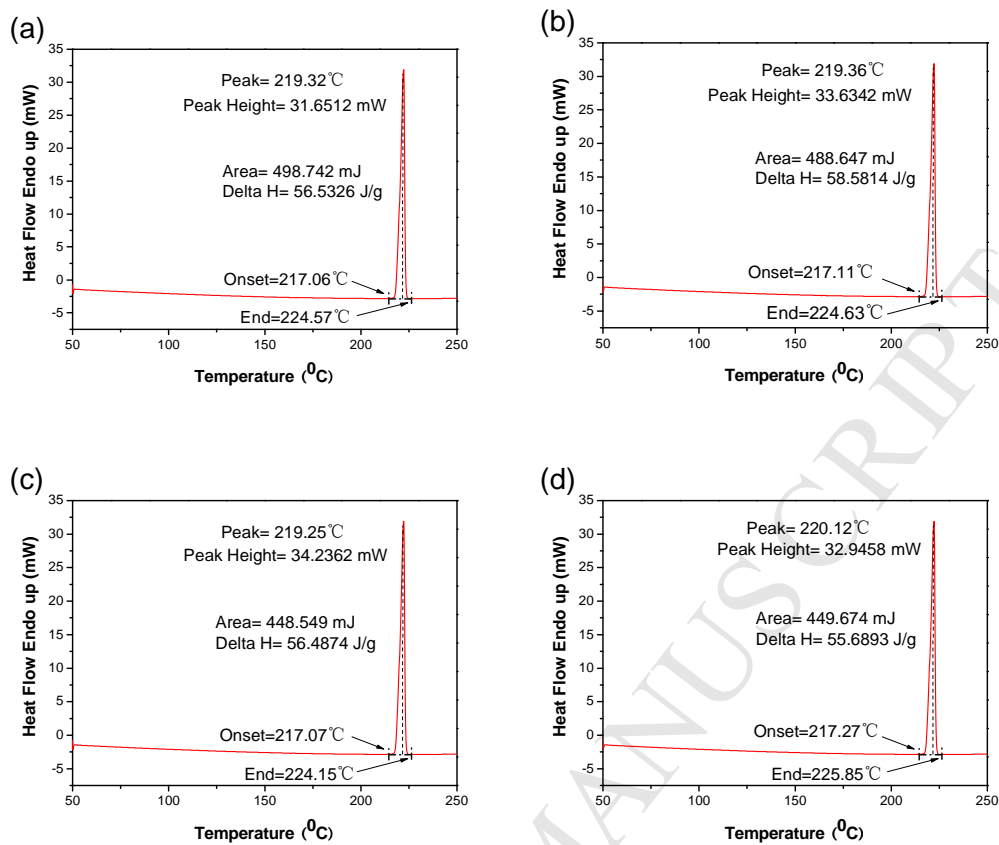 (a)
35
30
25
20
15
10
5
0
-5
Heat Flow Endo up (mW)
Peak= 219.32℃
Peak Height= 31.6512 mW
Area= 498.742 mJ
Delta H= 56.5326 J/g
Onset=217.06℃
End=224.57℃
50 100 150 200 250
Temperature (⁰C)
(b)
35
30
25
20
15
10
5
0
-5
Heat Flow Endo up (mW)
Peak= 219.36℃
Peak Height= 33.6342 mW
Area= 488.647 mJ
Delta H= 58.5814 J/g
Onset=217.11℃
End=224.63℃
50 100 150 200 250
Temperature (⁰C)
(c)
35
30
25
20
15
10
5
0
-5
Heat Flow Endo up (mW)
Peak= 219.25℃
Peak Height= 34.2362 mW
Area= 448.549 mJ
Delta H= 56.4874 J/g
Onset=217.07℃
End=224.15℃
50 100 150 200 250
Temperature (⁰C)
(d)
35
30
25
20
15
10
5
0
-5
Heat Flow Endo up (mW)
Peak= 220.12℃
Peak Height= 32.9458 mW
Area= 449.674 mJ
Delta H= 55.6893 J/g
Onset=217.27℃
End=225.85℃
50 100 150 200 250
Temperature (⁰C)
MANUSCRIPT